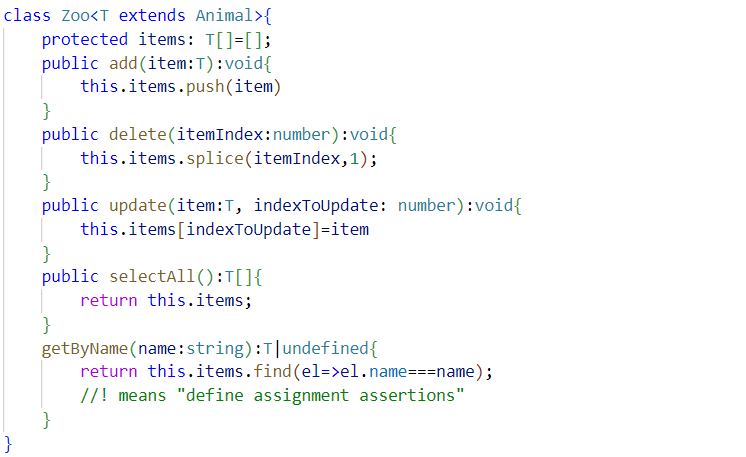 class Zoo<T extends Animal>{
    protected items: T[]=[];
    public add(item:T):void{
        this.items.push(item)
    }
    public delete(itemIndex:number):void{
        this.items.splice(itemIndex,1);
    }
    public update(item:T, indexToUpdate: number):void{
        this.items[indexToUpdate]=item
    }
    public selectAll():T[]{
        return this.items;
    }
    getByName(name:string):T|undefined{
        return this.items.find(el=>el.name===name);
        //! means "define assignment assertions"
    }
}